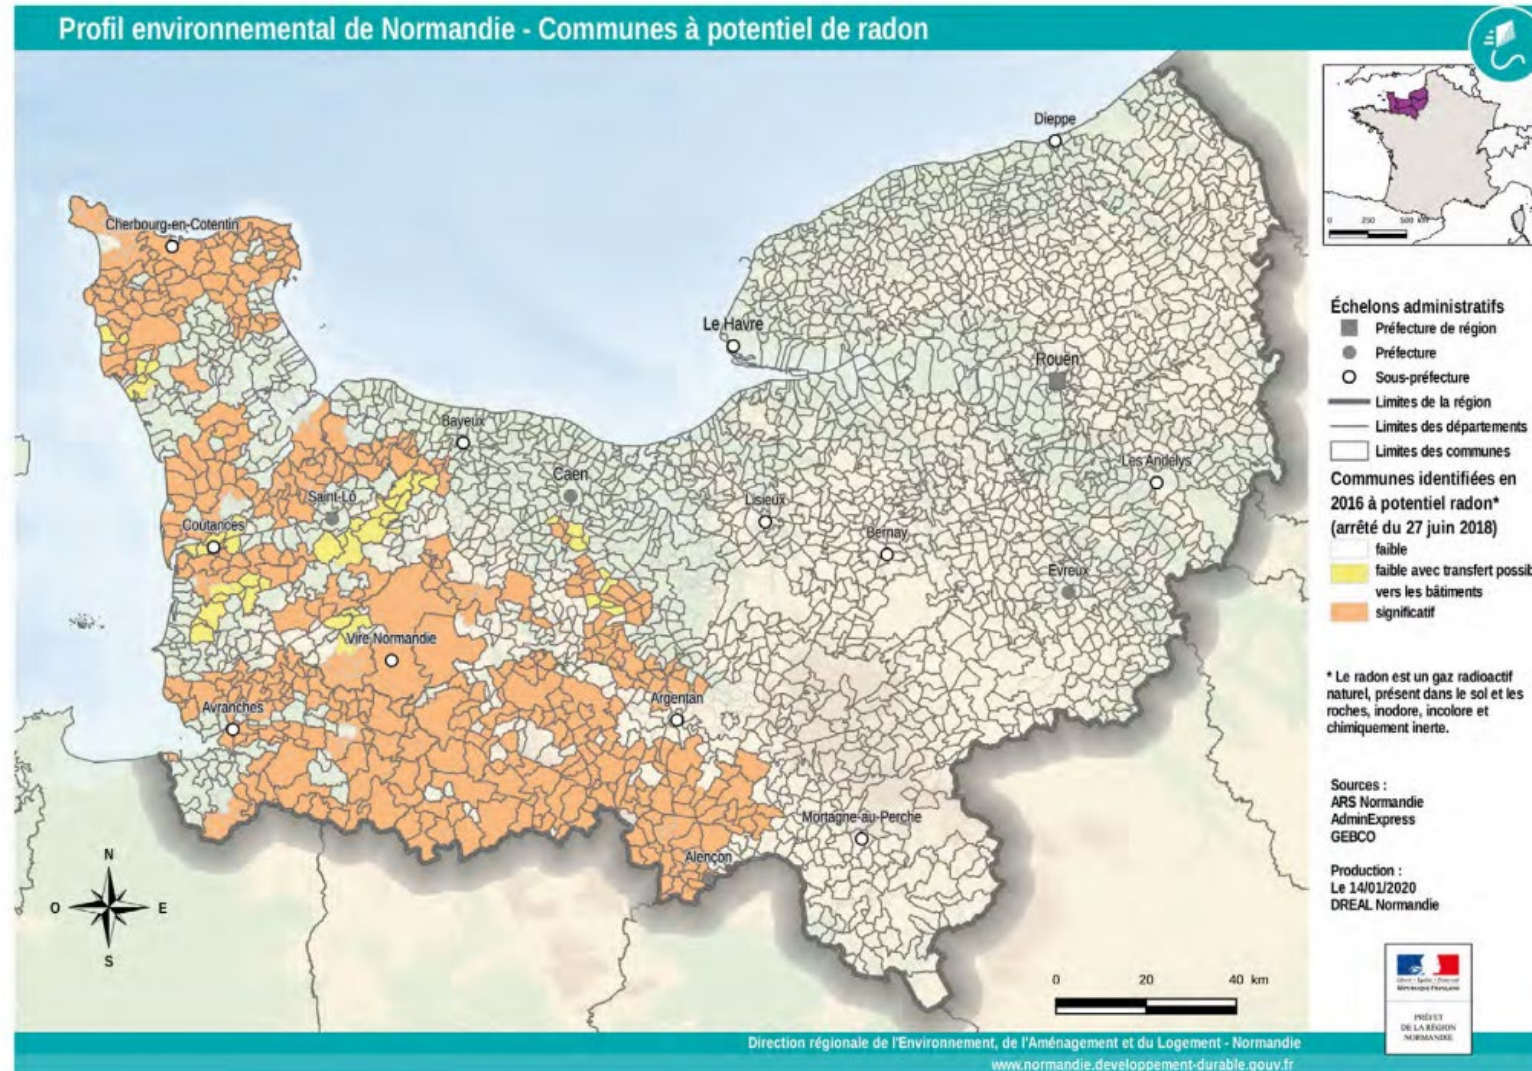 Profil environnemental de Normandie - Communes à potentiel de radon
Dieppe
Cherbourg-en-Cotentin
Le Havre
Rouen
Bayeux
Caen
Les Andelys
Saint-Lô
Lisieux
Coutances
Bernay
Evreux
Vire Normandie
Argentan
Avranches
Mortagne-au-Perche
Alençon
N
O
E
S
0 20 40 km
0 250 500 km
Échelons administratifs
Préfecture de région
Préfecture
Sous-préfecture
Limites de la région
Limites des départements
Limites des communes
Communes identifiées en
2016 à potentiel radon*
(arrêté du 27 juin 2018)
faible
faible avec transfert possib
vers les bâtiments
significatif
* Le radon est un gaz radioactif
naturel, présent dans le sol et les
roches, inodore, incolore et
chimiquement inerte.
Sources :
ARS Normandie
AdminExpress
GEBCO
Production :
Le 14/01/2020
DREAL Normandie
RÉPUBLIQUE FRANÇAISE
PRÉFET
DE LA RÉGION
NORMANDIE
Direction régionale de l'Environnement, de l'Aménagement et du Logement - Normandie
www.normandie.developpement-durable.gouv.fr